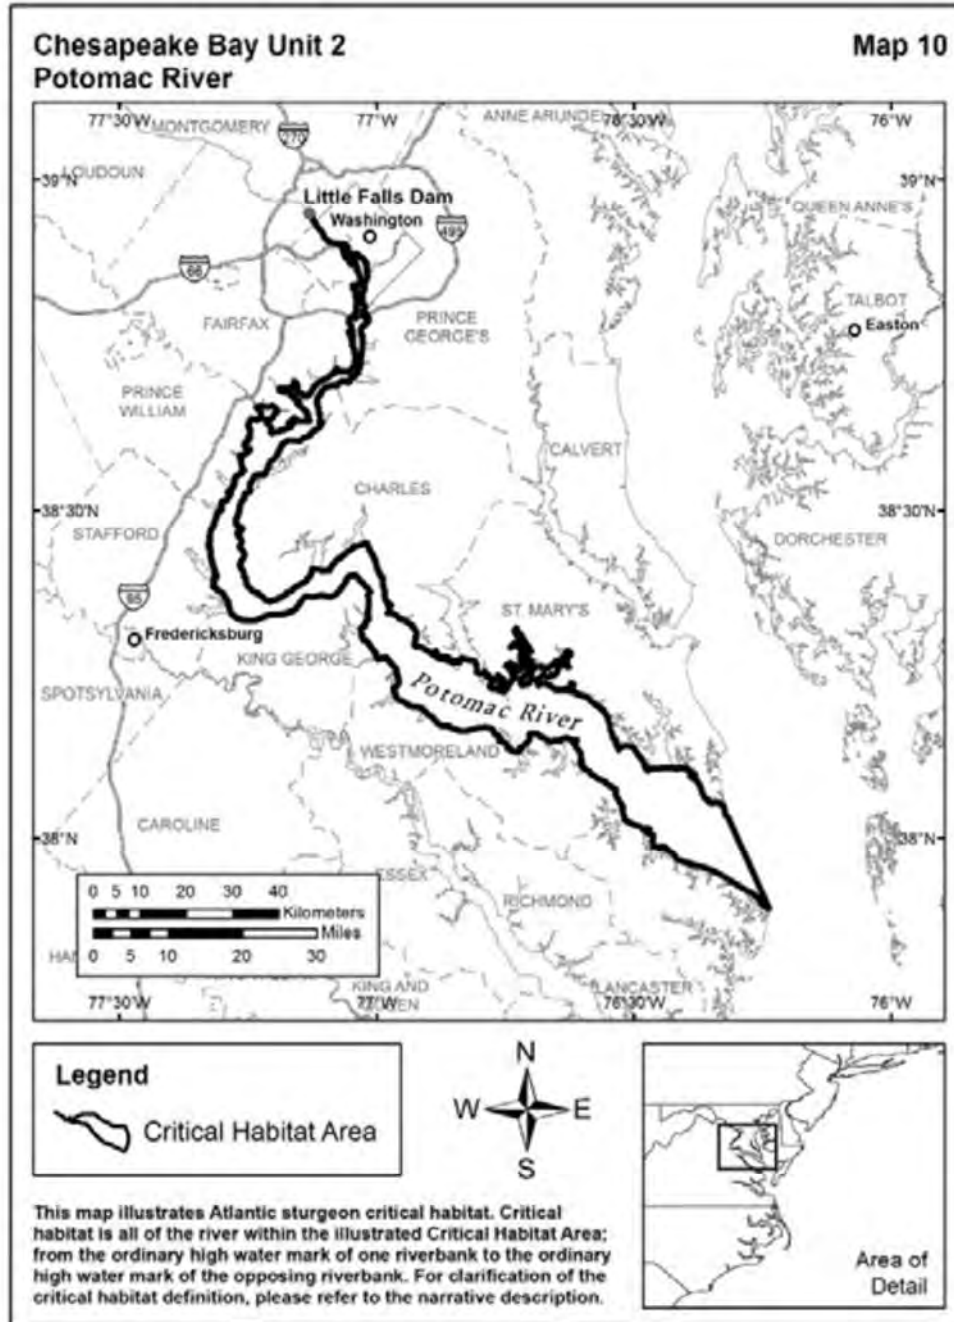 Chesapeake Bay Unit 2
Map 10
Potomac River
77°30'W
77°W
76°30'W
76°W
MONTGOMERY
ANNE ARUNDEL
270
LOUDOUN
39°N
39°N
Little Falls Dam
Washington
QUEEN ANNE'S
495
66
TALBOT
Easton
FAIRFAX
PRINCE
GEORGE'S
PRINCE
WILLIAM
CALVERT
CHARLES
38°30'N
38°30'N
STAFFORD
DORCHESTER
95
ST. MARY'S
Fredericksburg
KING GEORGE
SPOTSYLVANIA
Potomac River
WESTMORELAND
CAROLINE
38°N
38°N
ESSEX
RICHMOND
0 5 10 20 30 40
Kilometers
Miles
0 5 10 20 30
HAN
KING AND
QUEEN
LANCASTER
77°30'W
77°W
76°30'W
76°W
Legend
Critical Habitat Area
N
W E
S
This map illustrates Atlantic sturgeon critical habitat. Critical
habitat is all of the river within the illustrated Critical Habitat Area;
from the ordinary high water mark of one riverbank to the ordinary
high water mark of the opposing riverbank. For clarification of the
critical habitat definition, please refer to the narrative description.
Area of
Detail